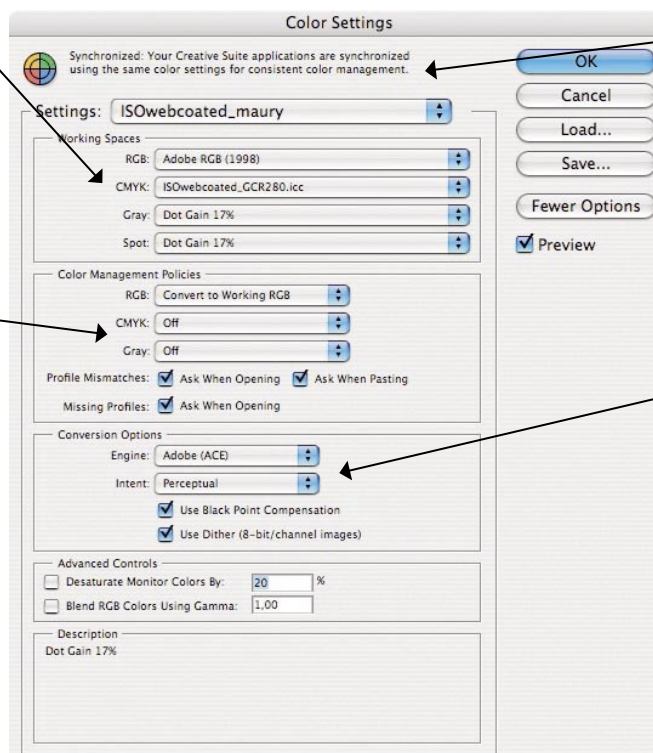 Color Settings
Synchronized: Your Creative Suite applications are synchronized
using the same color settings for consistent color management.
OK
Cancel
Load...
Save...
Fewer Options
Preview
Settings: ISOwebcoated_maury
Working Spaces
RGB: Adobe RGB (1998)
CMYK: ISOwebcoated_GCR280.icc
Gray: Dot Gain 17%
Spot: Dot Gain 17%
Color Management Policies
RGB: Convert to Working RGB
CMYK: Off
Gray: Off
Profile Mismatches: Ask When Opening Ask When Pasting
Missing Profiles: Ask When Opening
Conversion Options
Engine: Adobe (ACE)
Intent: Perceptual
Use Black Point Compensation
Use Dither (8-bit/channel images)
Advanced Controls
Desaturate Monitor Colors By: 20 %
Blend RGB Colors Using Gamma: 1,00
Description
Dot Gain 17%